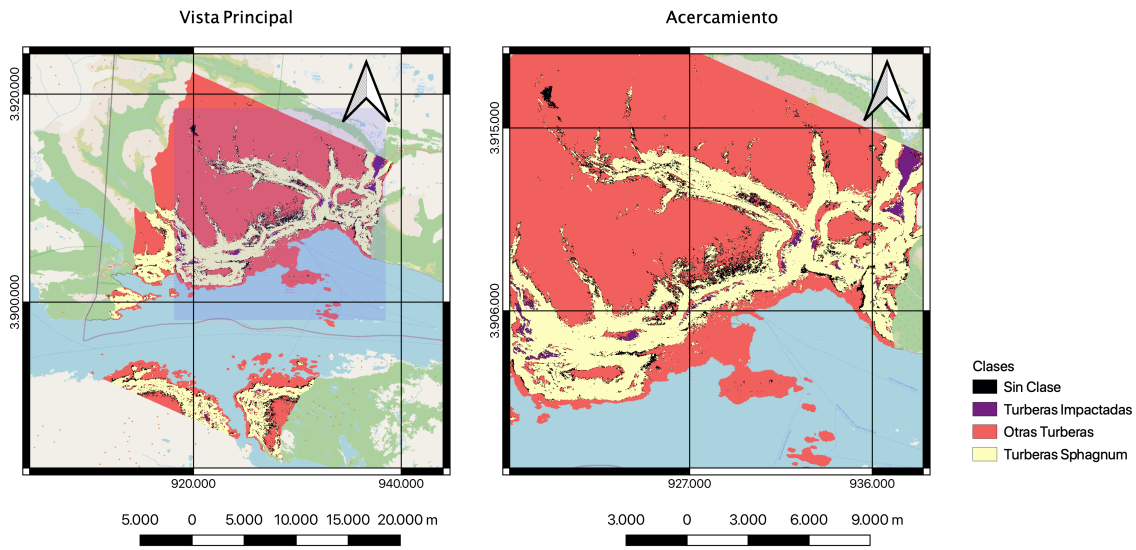 Vista Principal
Acercamiento
3.920.000
3.900.000
920.000
940.000
3.915.000
3.906.000
927.000
936.000
5.000 0 5.000 10.000 15.000 20.000 m
3.000 0 3.000 6.000 9.000 m
Clases
Sin Clase
Turberas Impactadas
Otras Turberas
Turberas Sphagnum